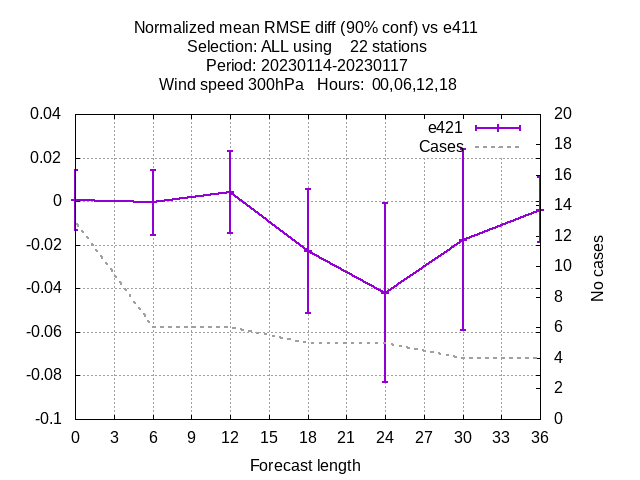 Normalized mean RMSE diff (90% conf) vs e411
Selection: ALL using    22 stations
Period: 20230114-20230117
Wind speed 300hPa   Hours:  00,06,12,18
e421
Cases
0.04
0.02
0
-0.02
-0.04
-0.06
-0.08
-0.1
20
18
16
14
12
10
8
6
4
2
0
No cases
0 3 6 9 12 15 18 21 24 27 30 33 36
Forecast length